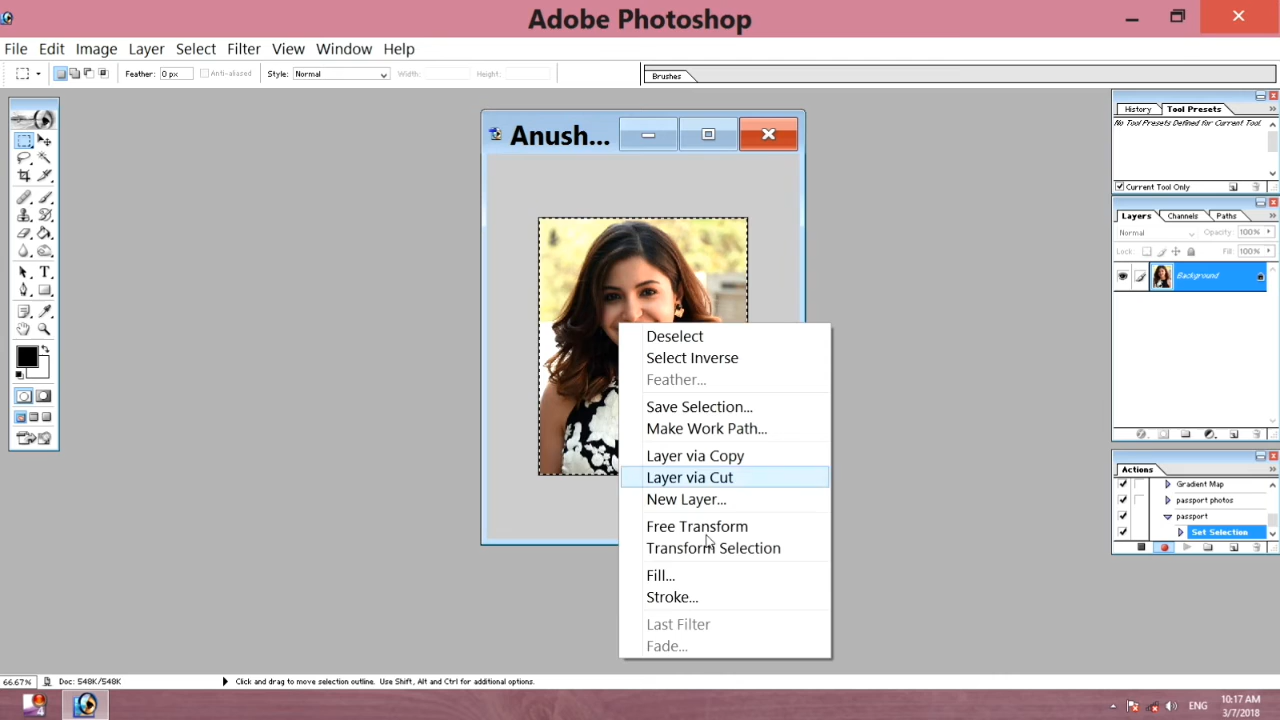 Adobe Photoshop
File Edit Image Layer Select Filter View Window Help
Feather: 0 px Anti-aliased Style: Normal Width: Height: Brushes
Anush...
History Tool Presets
No Tool Presets Defined for Current Tool.
Current Tool Only
Layers Channels Paths
Normal Opacity: 100%
Lock: Fill: 100%
Background
Deselect
Select Inverse
Feather...
Save Selection...
Make Work Path...
Layer via Copy
Layer via Cut
New Layer...
Free Transform
Transform Selection
Fill...
Stroke...
Last Filter
Fade...
Actions
Gradient Map
passport photos
passport
Set Selection
66.67% Doc: 548K/548K Click and drag to move selection outline. Use Shift, Alt and Ctrl for additional options.
ENG
10:17 AM
3/7/2018